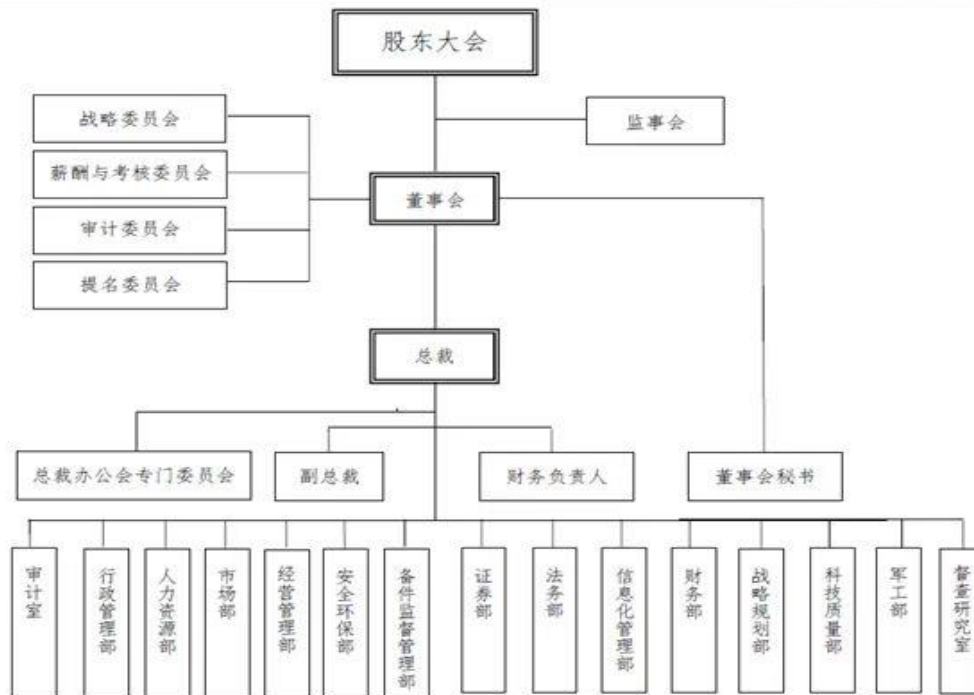 股东大会
监事会
战略委员会
薪酬与考核委员会
董事会
审计委员会
提名委员会
总裁
总裁办公会专门委员会
副总裁
财务负责人
董事会秘书
审计室
行政管理部
人力资源部
市场部
经营管理部
安全环保部
备件监督管理部
证券部
法务部
信息化管理部
财务部
战略规划部
科技质量部
军工部
督查研究室